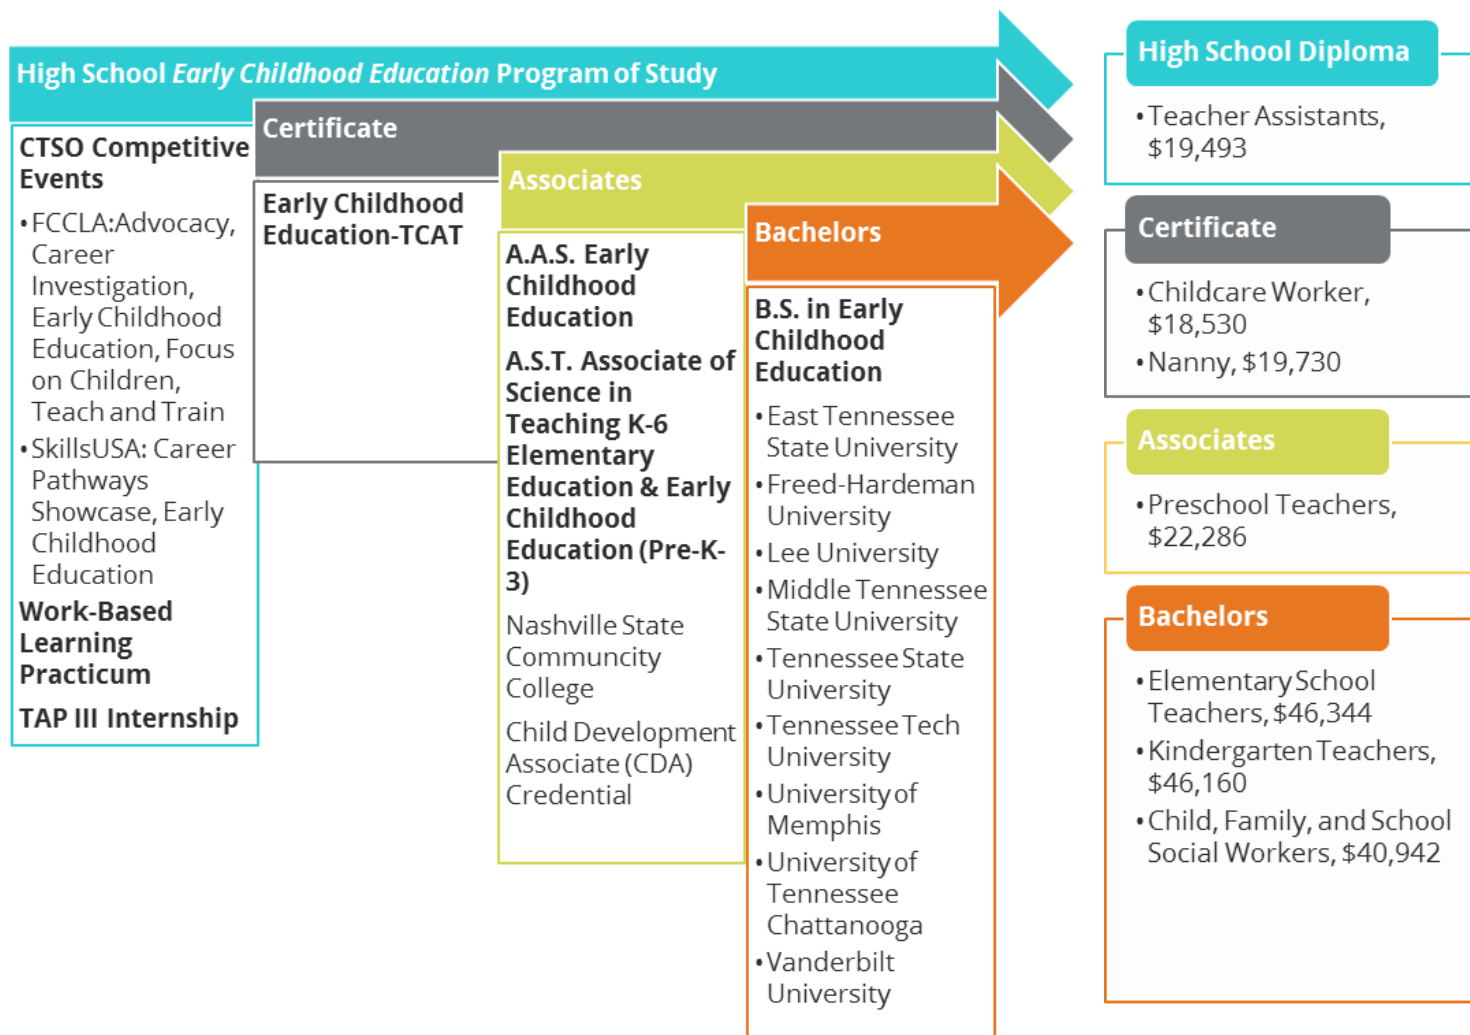 High School Early Childhood Education Program of Study
CTSO Competitive
Events
•FCCLA:Advocacy,
Career
Investigation,
Early Childhood
Education, Focus
on Children,
Teach and Train
•SkillsUSA: Career
Pathways
Showcase, Early
Childhood
Education
Work-Based
Learning
Practicum
TAP III Internship
Certificate
Early Childhood
Education-TCAT
Associates
A.A.S. Early
Childhood
Education
A.S.T. Associate of
Science in
Teaching K-6
Elementary
Education & Early
Childhood
Education (Pre-K-
3)
Nashville State
Communcity
College
Child Development
Associate (CDA)
Credential
Bachelors
B.S. in Early
Childhood
Education
•East Tennessee
State University
•Freed-Hardeman
University
•Lee University
•Middle Tennessee
State University
•Tennessee State
University
•Tennessee Tech
University
•University of
Memphis
•University of
Tennessee
Chattanooga
•Vanderbilt
University
High School Diploma
•Teacher Assistants,
$19,493
Certificate
•Childcare Worker,
$18,530
•Nanny, $19,730
Associates
•Preschool Teachers,
$22,286
Bachelors
•Elementary School
Teachers, $46,344
•Kindergarten Teachers,
$46,160
•Child, Family, and School
Social Workers, $40,942